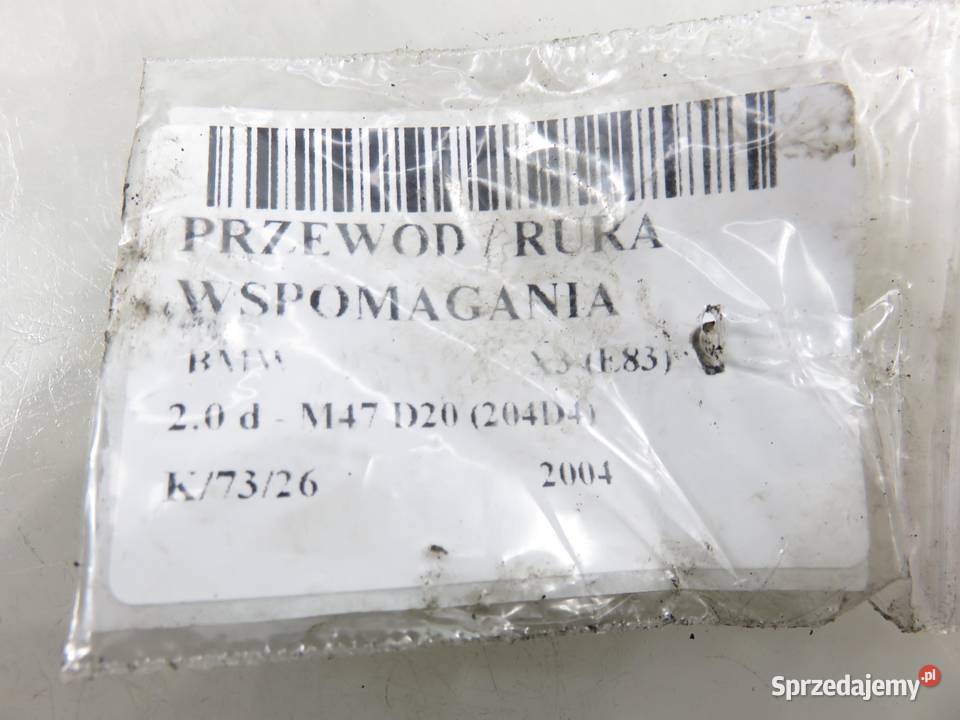 PRZEWOD / RURA
WSPOMAGANIA
BMW X3 (E83)
2.0 d - M47 D20 (204D4)
K/73/26 2004
Sprzedajemy.pl